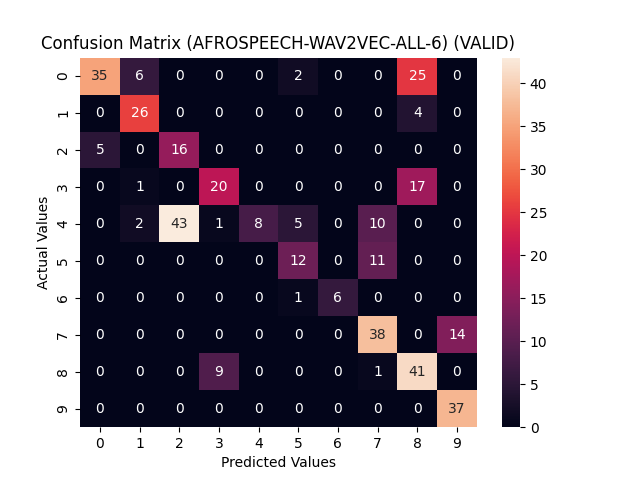 Confusion Matrix (AFROSPEECH-WAV2VEC-ALL-6) (VALID)
0 35 6 0 0 0 2 0 0 25 0
1 0 26 0 0 0 0 0 0 4 0
2 5 0 16 0 0 0 0 0 0 0
3 0 1 0 20 0 0 0 0 17 0
4 0 2 43 1 8 5 0 10 0 0
5 0 0 0 0 0 12 0 11 0 0
6 0 0 0 0 0 1 6 0 0 0
7 0 0 0 0 0 0 0 38 0 14
8 0 0 0 9 0 0 0 1 41 0
9 0 0 0 0 0 0 0 0 0 37
0 1 2 3 4 5 6 7 8 9
Predicted Values
Actual Values
40
35
30
25
20
15
10
5
0